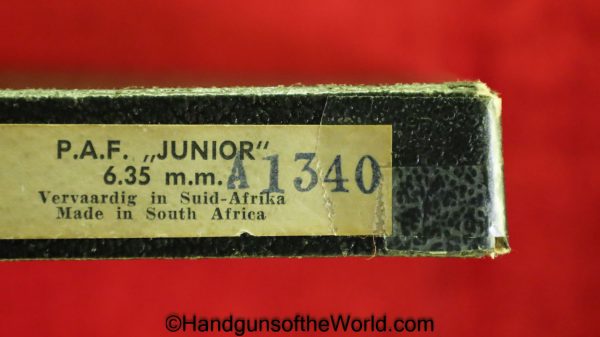 P.A.F. „JUNIOR"
6.35 m.m. A1340
Vervaardig in Suid-Afrika
Made in South Africa
©HandgunsoftheWorld.com